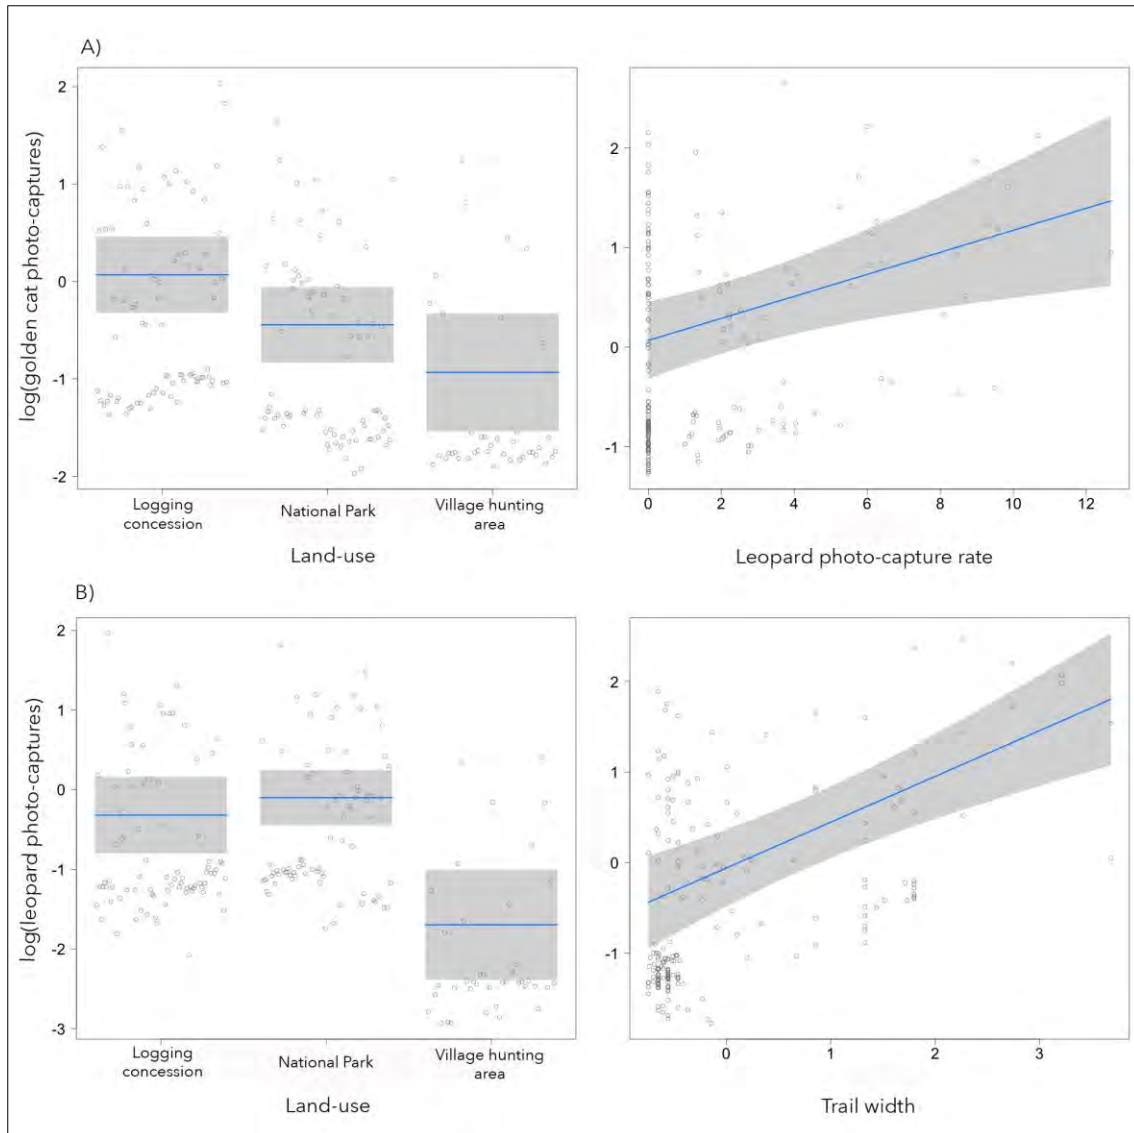 A)
log(golden cat photo-captures)
2
1
0
-1
-2
Logging
concession
National Park
Village hunting
area
Land-use
2
1
0
-1
0
2
4
6
8
10
12
Leopard photo-capture rate
B)
log(leopard photo-captures)
2
1
0
-1
-2
-3
Logging
concession
National Park
Village hunting
area
Land-use
2
1
0
-1
0
1
2
3
Trail width